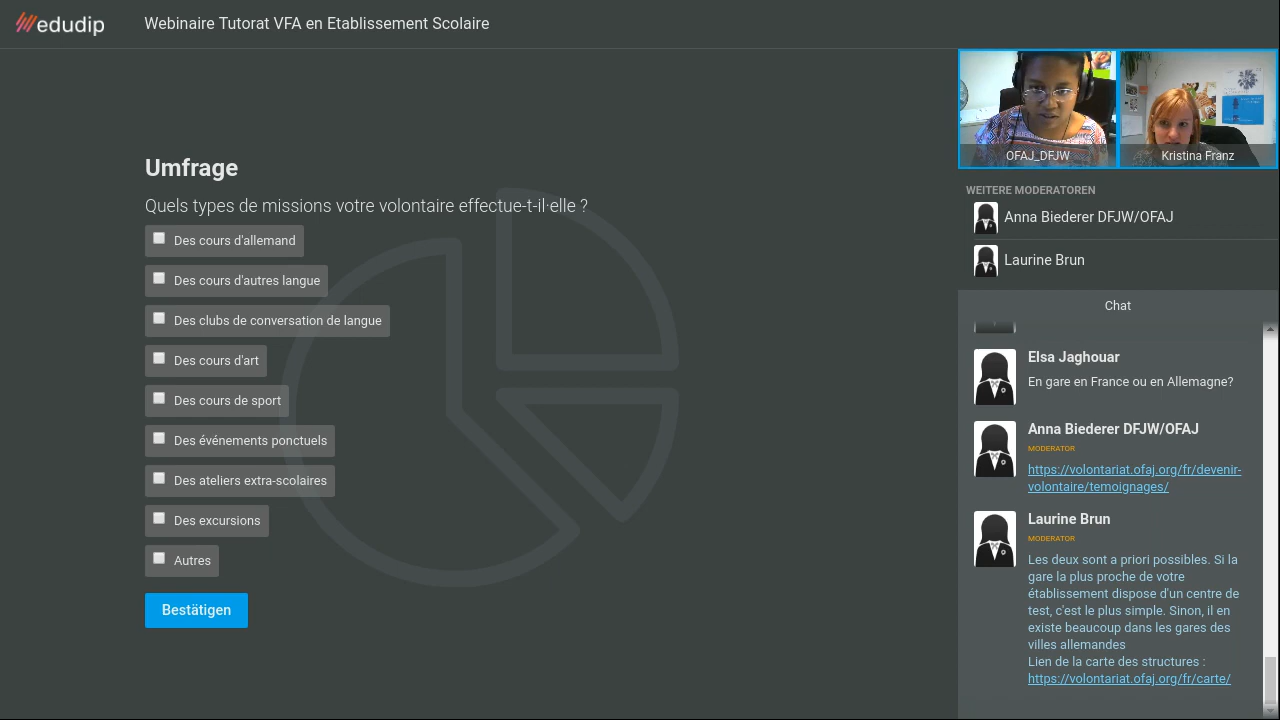 edudip
Webinaire Tutorat VFA en Etablissement Scolaire
Umfrage
Quels types de missions votre volontaire effectue-t-il·elle ?
Des cours d'allemand
Des cours d'autres langue
Des clubs de conversation de langue
Des cours d'art
Des cours de sport
Des événements ponctuels
Des ateliers extra-scolaires
Des excursions
Autres
Bestätigen
OFAJ_DFJW
Kristina Franz
WEITERE MODERATOREN
Anna Biederer DFJW/OFAJ
Laurine Brun
Chat
Elsa Jaghouar
En gare en France ou en Allemagne?
Anna Biederer DFJW/OFAJ
MODERATOR
https://volontariat.ofaj.org/fr/devenir-
volontaire/temoignages/
Laurine Brun
MODERATOR
Les deux sont a priori possibles. Si la
gare la plus proche de votre
établissement dispose d'un centre de
test, c'est le plus simple. Sinon, il en
existe beaucoup dans les gares des
villes allemandes
Lien de la carte des structures :
https://volontariat.ofaj.org/fr/carte/